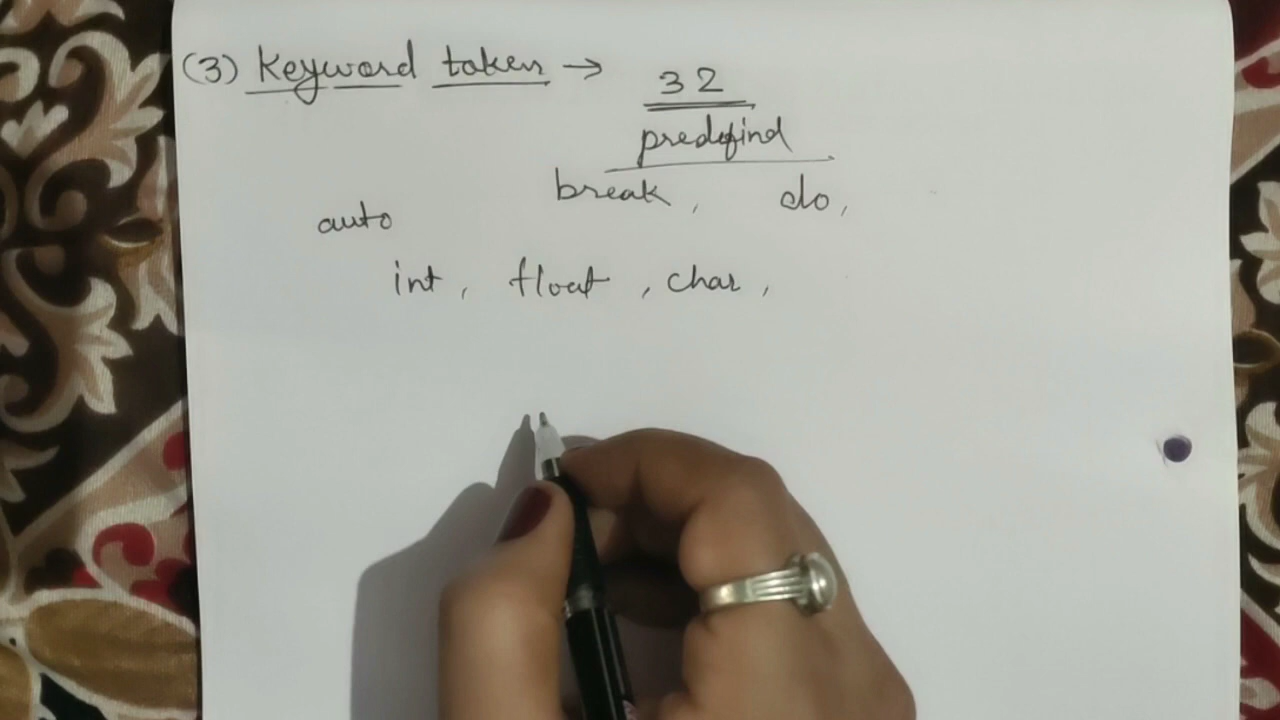 (3) Keyword token →
32
predefind
break, do,
auto
int, float, char,